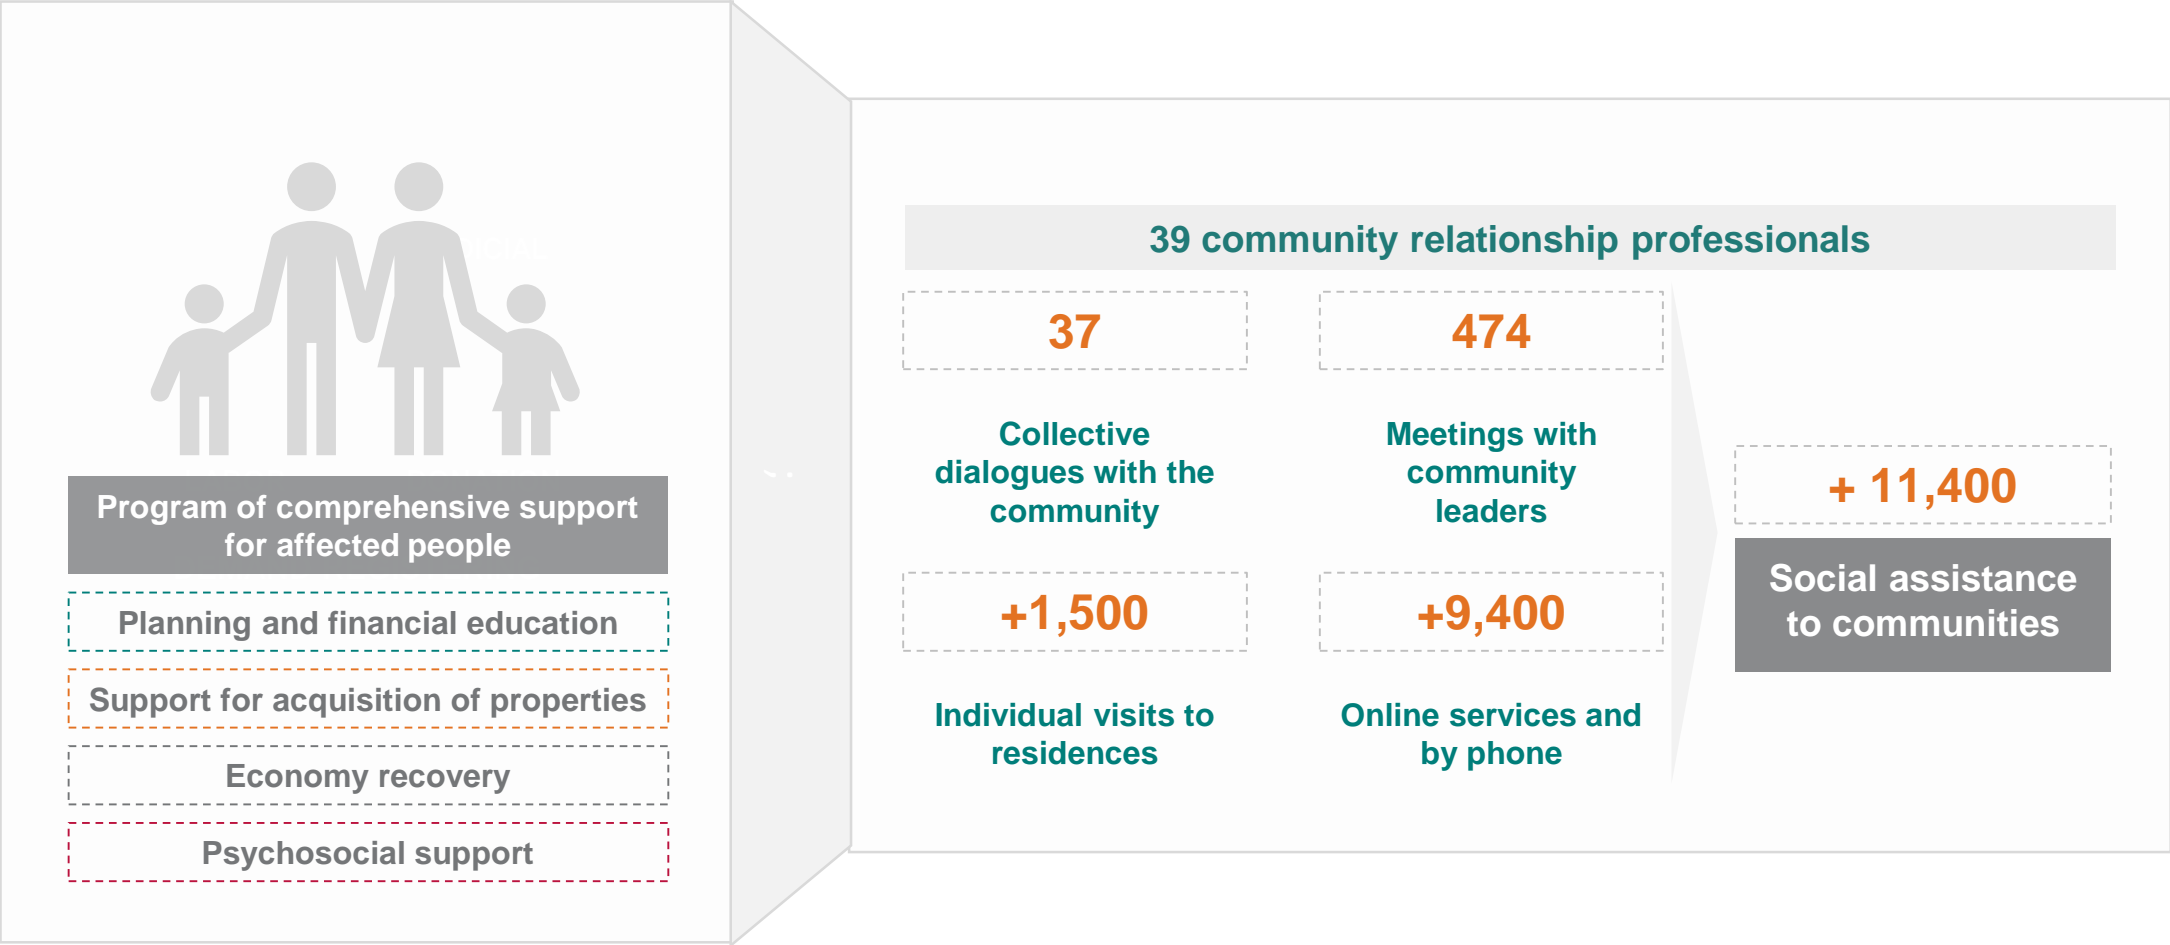 Program of comprehensive support
for affected people
Planning and financial education
Support for acquisition of properties
Economy recovery
Psychosocial support
39 community relationship professionals
37
Collective
dialogues with the
community
474
Meetings with
community
leaders
+1,500
Individual visits to
residences
+9,400
Online services and
by phone
+ 11,400
Social assistance
to communities